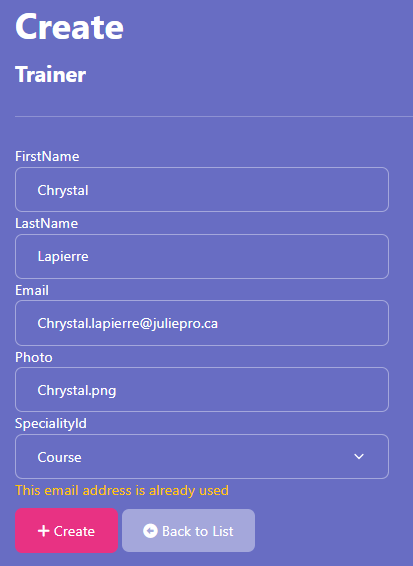 Create
Trainer
FirstName
Chrystal
LastName
Lapierre
Email
Chrystal.lapierre@juliepro.ca
Photo
Chrystal.png
SpecialityId
Course
This email address is already used
Create
Back to List